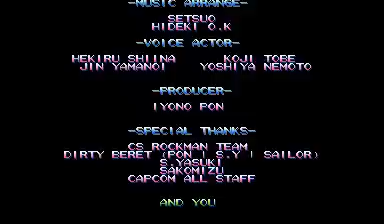 -MUSIC ARRANGE-
SETSUO
HIDEKI O.K
-VOICE ACTOR-
HEKIRU SHIINA KOJI TOBE
JIN YAMANOI YOSHIYA NEMOTO
-PRODUCER-
IYONO PON
-SPECIAL THANKS-
CS ROCKMAN TEAM
DIRTY BERET (PON | S.Y | SAILOR)
S.YASUKI
SAKOMIZU
CAPCOM ALL STAFF
AND YOU